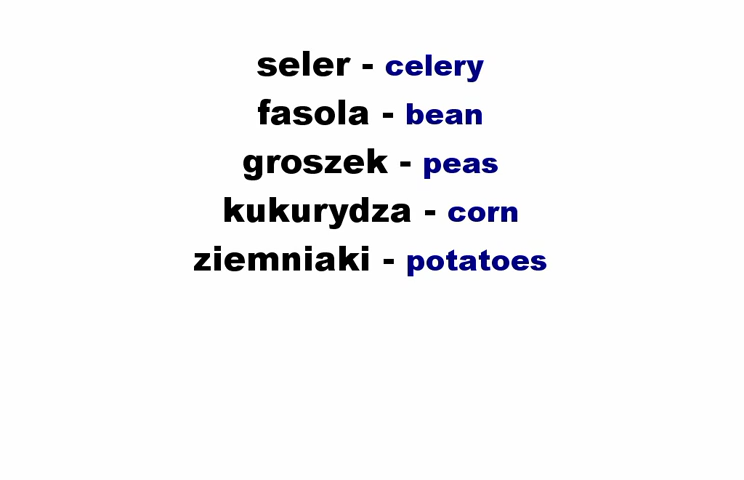 seler - celery
fasola - bean
groszek - peas
kukurydza - corn
ziemniaki - potatoes